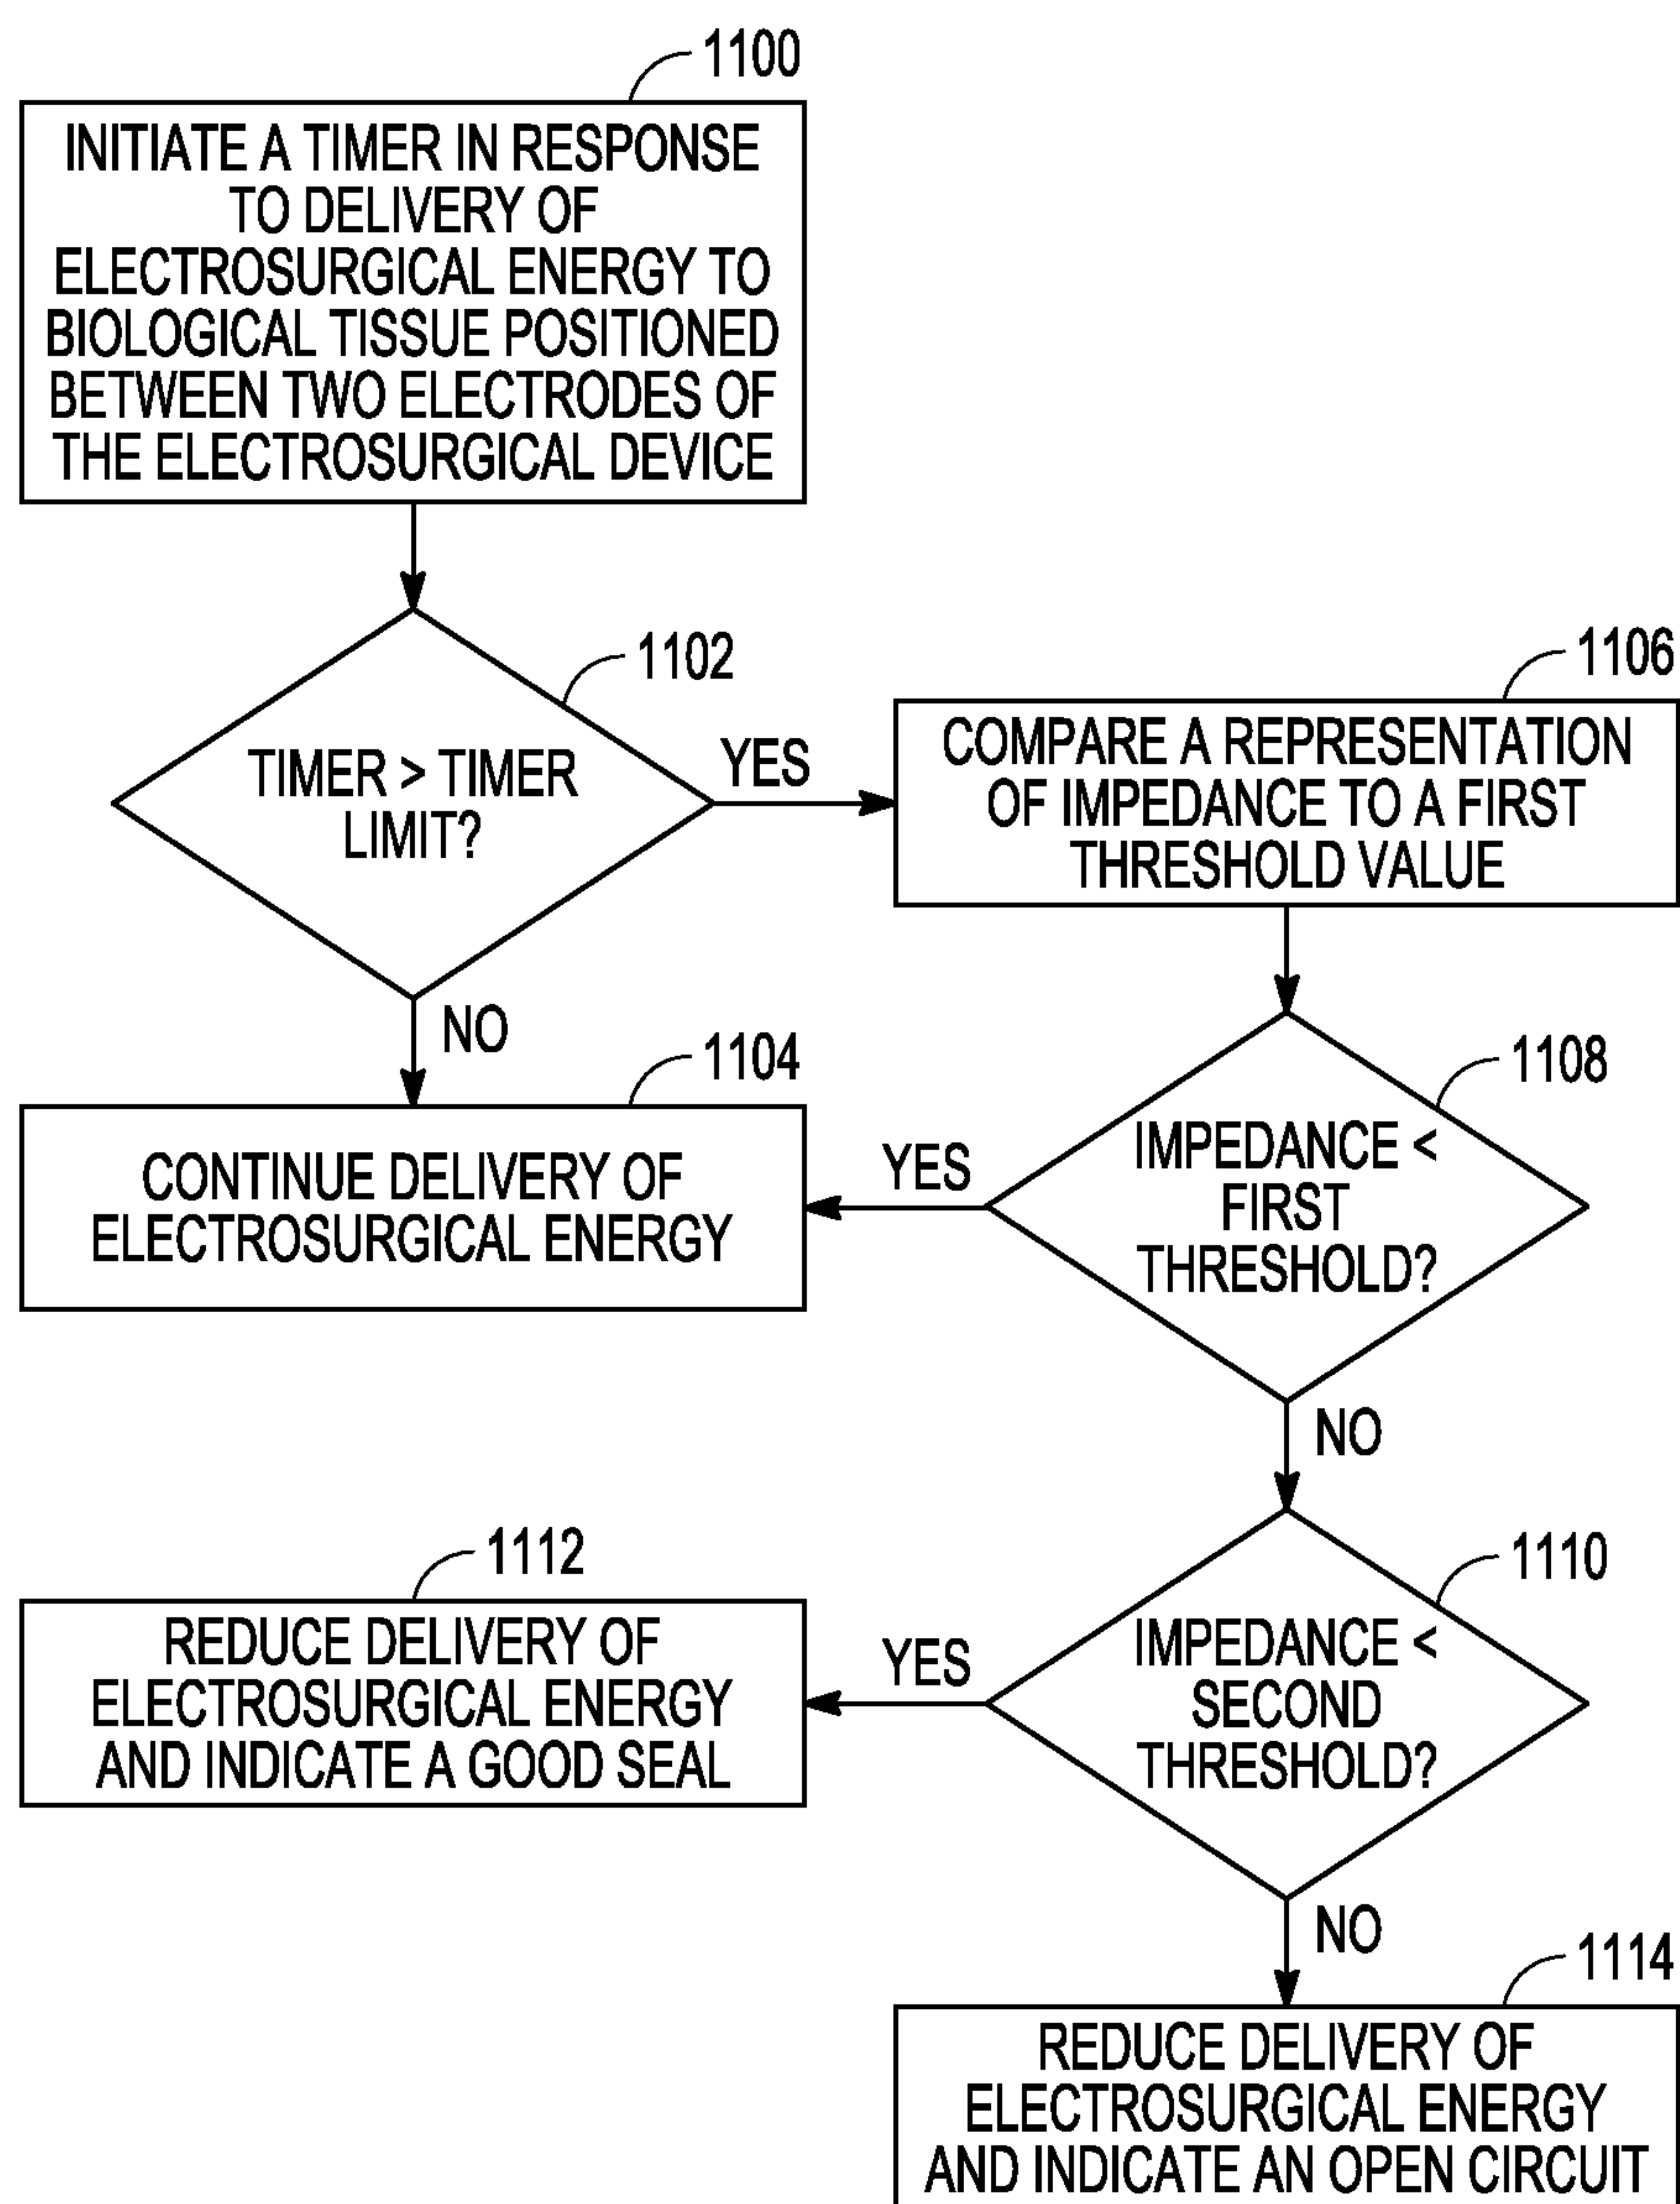 1100
INITIATE A TIMER IN RESPONSE
TO DELIVERY OF
ELECTROSURGICAL ENERGY TO
BIOLOGICAL TISSUE POSITIONED
BETWEEN TWO ELECTRODES OF
THE ELECTROSURGICAL DEVICE
1102
TIMER > TIMER
LIMIT?
YES
NO
1106
COMPARE A REPRESENTATION
OF IMPEDANCE TO A FIRST
THRESHOLD VALUE
1104
CONTINUE DELIVERY OF
ELECTROSURGICAL ENERGY
1108
IMPEDANCE <
FIRST
THRESHOLD?
YES
NO
1110
IMPEDANCE <
SECOND
THRESHOLD?
YES
NO
1112
REDUCE DELIVERY OF
ELECTROSURGICAL ENERGY
AND INDICATE A GOOD SEAL
1114
REDUCE DELIVERY OF
ELECTROSURGICAL ENERGY
AND INDICATE AN OPEN CIRCUIT